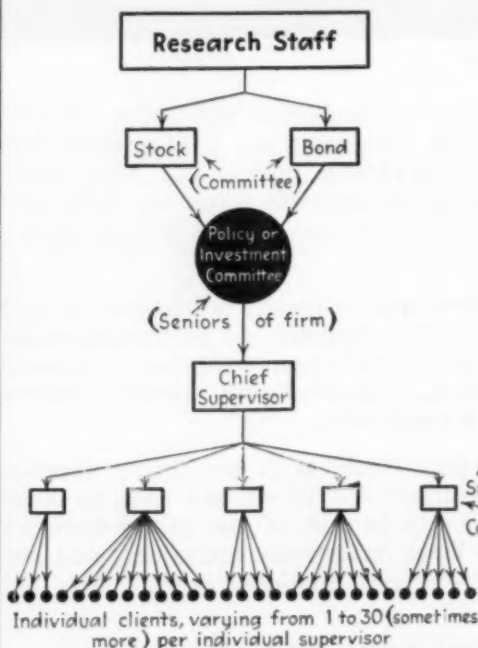 Research Staff
Stock
Bond
(Committee)
Policy or
Investment
Committee
(Seniors of firm)
Chief
Supervisor
Individual clients, varying from 1 to 30 (sometimes
more) per individual supervisor